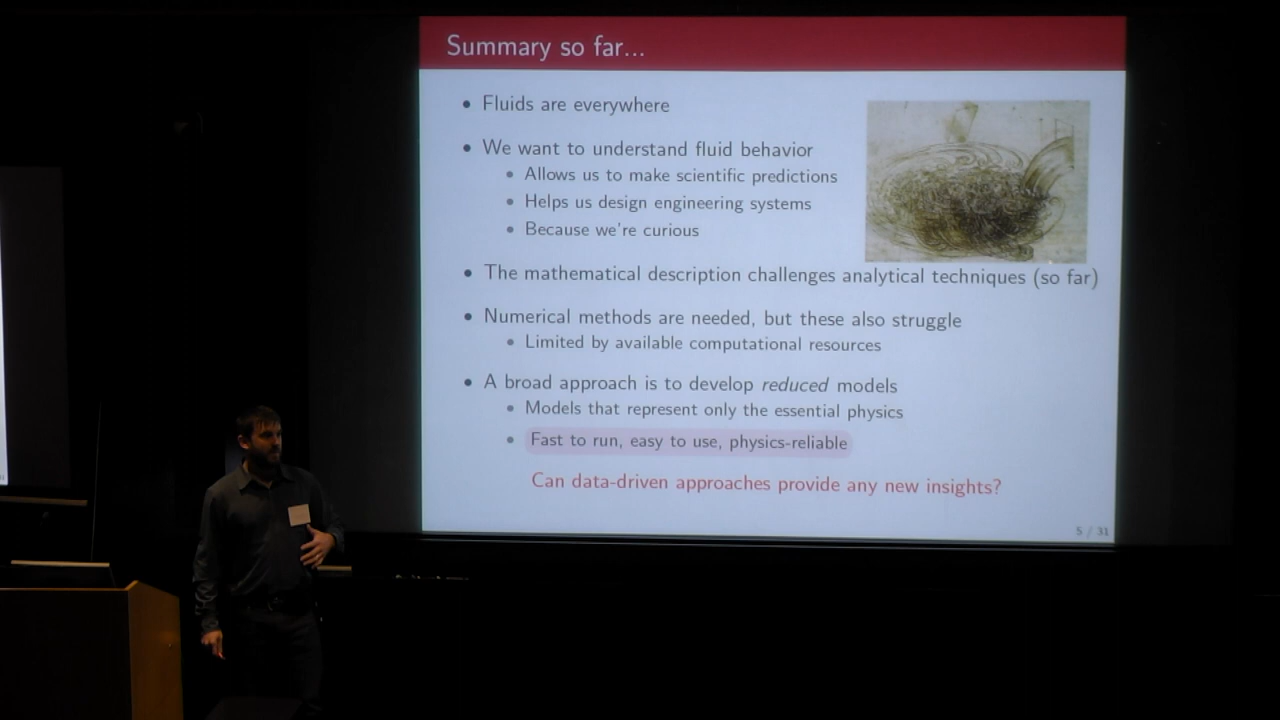 Summary so far...
• Fluids are everywhere
• We want to understand fluid behavior
• Allows us to make scientific predictions
• Helps us design engineering systems
• Because we're curious
• The mathematical description challenges analytical techniques (so far)
• Numerical methods are needed, but these also struggle
• Limited by available computational resources
• A broad approach is to develop reduced models
• Models that represent only the essential physics
• Fast to run, easy to use, physics-reliable
Can data-driven approaches provide any new insights?
5 / 31